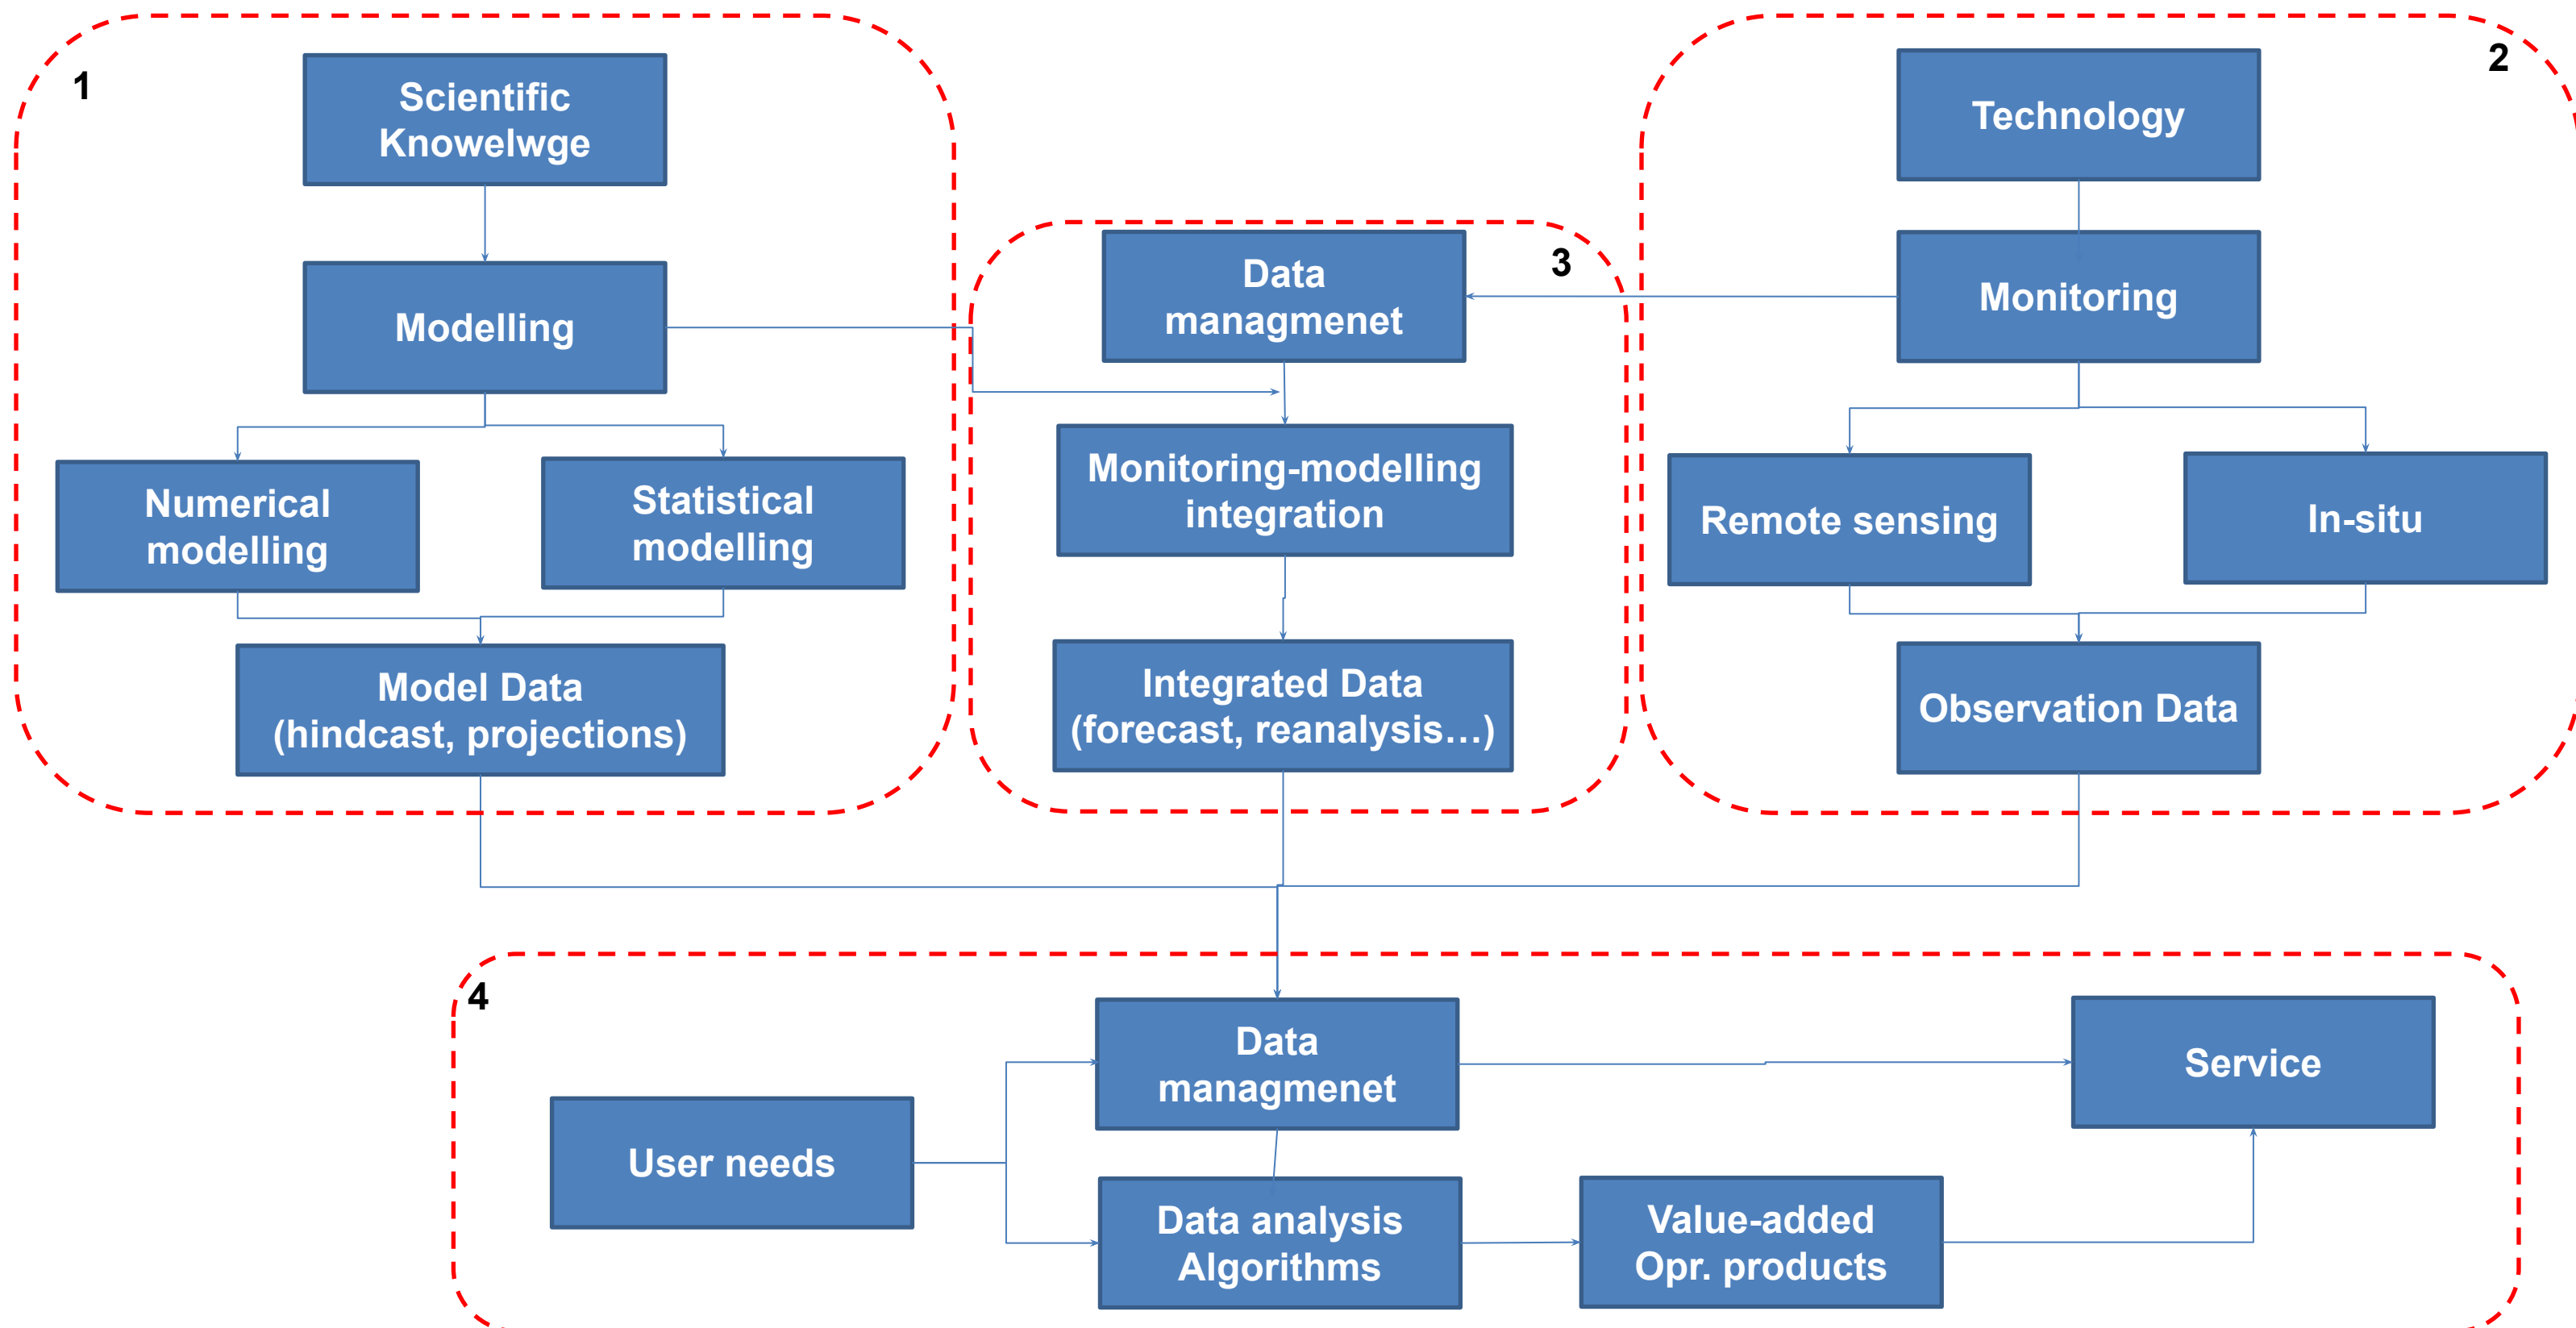 1
Scientific
Knowelwge
Modelling
Numerical
modelling
Statistical
modelling
Model Data
(hindcast, projections)
3
Data
managmenet
Monitoring-modelling
integration
Integrated Data
(forecast, reanalysis…)
2
Technology
Monitoring
Remote sensing
In-situ
Observation Data
4
User needs
Data
managmenet
Data analysis
Algorithms
Value-added
Opr. products
Service